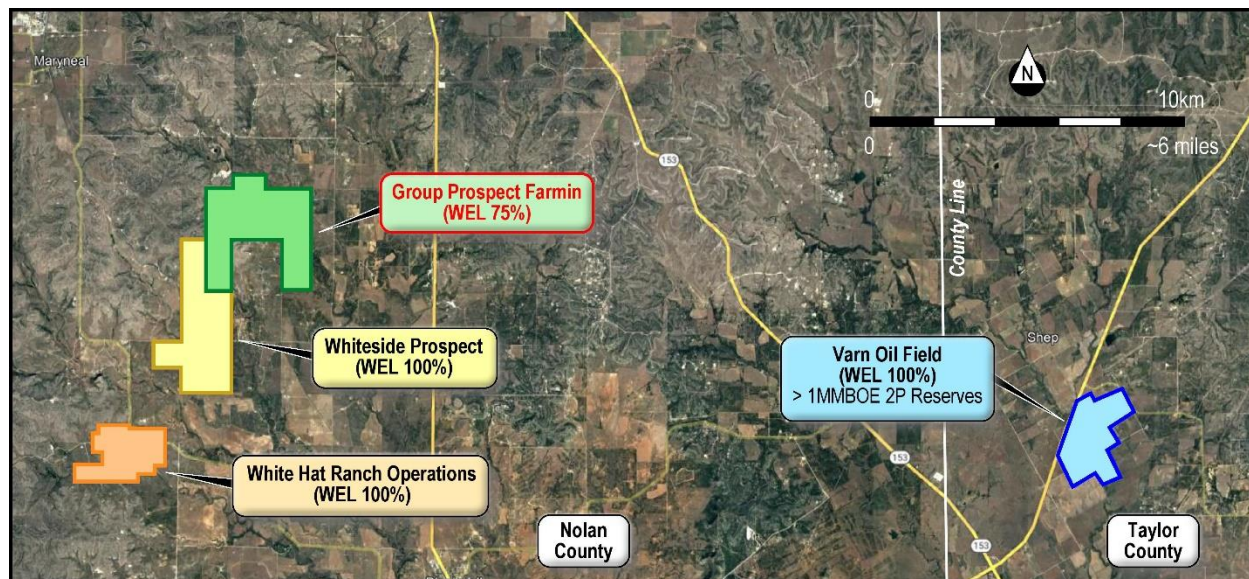 Maryneal
N
0
10km
0
~6 miles
153
Group Prospect Farmin
(WEL 75%)
County Line
Whiteside Prospect
(WEL 100%)
Varn Oil Field
(WEL 100%)
> 1MMBOE 2P Reserves
Shep
White Hat Ranch Operations
(WEL 100%)
153
Nolan
County
153
Taylor
County